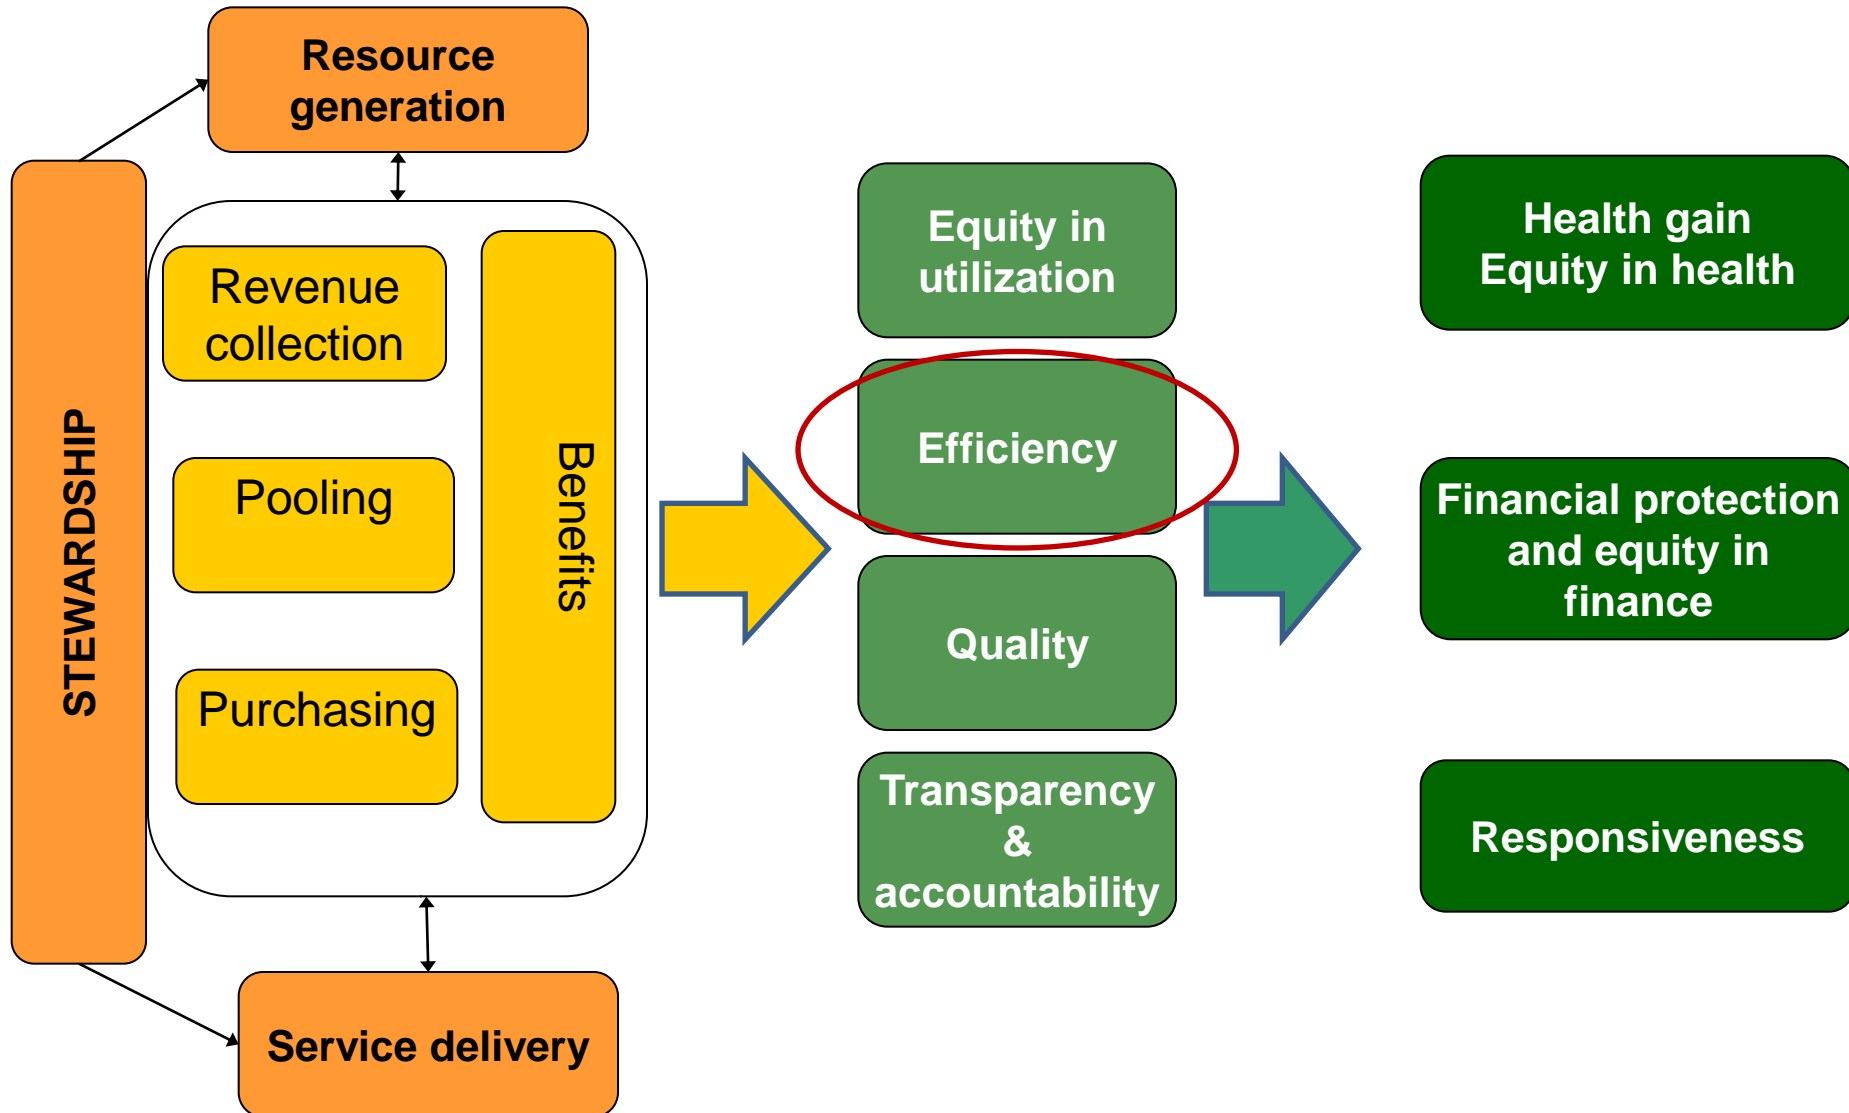 Resource
generation
STEWARDSHIP
Revenue
collection
Pooling
Purchasing
Benefits
Service delivery
Equity in
utilization
Efficiency
Quality
Transparency
&
accountability
Health gain
Equity in health
Financial protection
and equity in
finance
Responsiveness